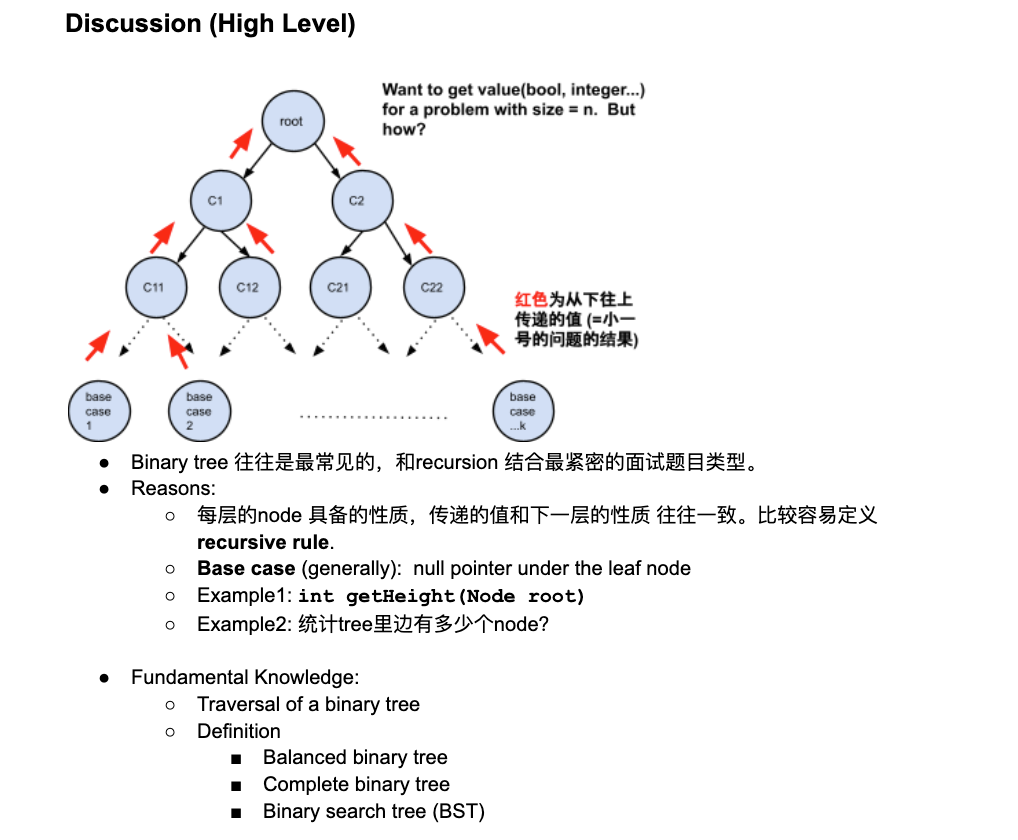 Discussion (High Level)
Want to get value(bool, integer...)
for a problem with size = n.  But
how?
root
C1
C2
C11
C12
C21
C22
红色为从下往上
传递的值 (=小一
号的问题的结果)
base
case
1
base
case
2
.......................
base
case
...k
● Binary tree 往往是最常见的，和recursion 结合最紧密的面试题目类型。
● Reasons:
○ 每层的node 具备的性质，传递的值和下一层的性质 往往一致。比较容易定义
recursive rule.
○ Base case (generally):  null pointer under the leaf node
○ Example1: int getHeight(Node root)
○ Example2: 统计tree里边有多少个node?
● Fundamental Knowledge:
○ Traversal of a binary tree
○ Definition
■ Balanced binary tree
■ Complete binary tree
■ Binary search tree (BST)